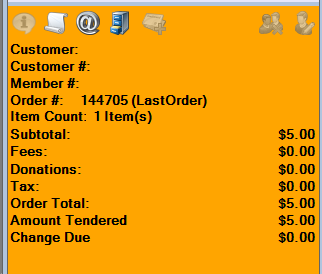 Customer:
Customer #:
Member #:
Order #: 144705 (LastOrder)
Item Count: 1 Item(s)
Subtotal: $5.00
Fees: $0.00
Donations: $0.00
Tax: $0.00
Order Total: $5.00
Amount Tendered $5.00
Change Due $0.00